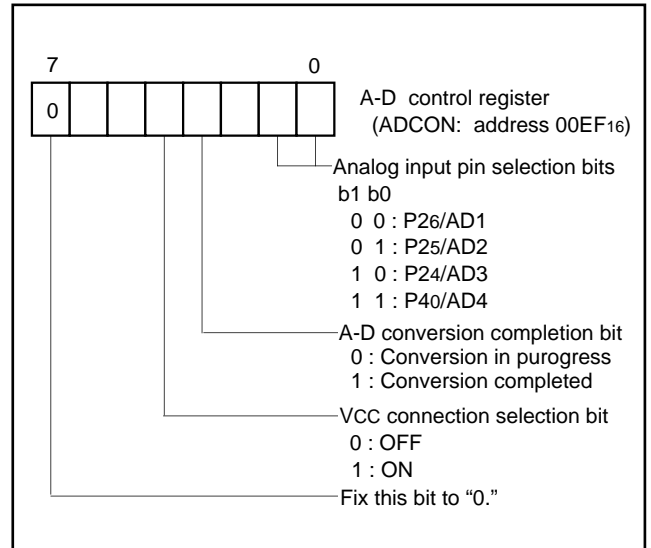 7 0
0
A-D control register
(ADCON: address 00EF16)
Analog input pin selection bits
b1 b0
0 0 : P26/AD1
0 1 : P25/AD2
1 0 : P24/AD3
1 1 : P40/AD4
A-D conversion completion bit
0 : Conversion in purogress
1 : Conversion completed
VCC connection selection bit
0 : OFF
1 : ON
Fix this bit to “0.”